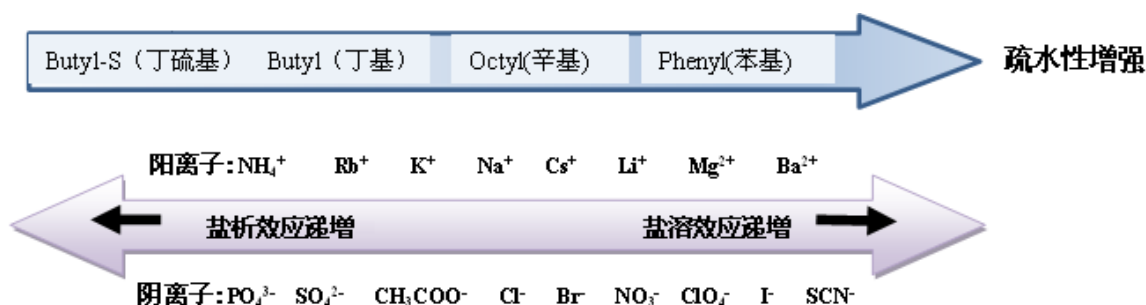 Butyl-S（丁硫基） Butyl（丁基） Octyl(辛基) Phenyl(苯基) 疏水性增强
阳离子:NH₄⁺ Rb⁺ K⁺ Na⁺ Cs⁺ Li⁺ Mg²⁺ Ba²⁺
盐析效应递增 盐溶效应递增
阴离子:PO₄³⁻ SO₄²⁻ CH₃COO⁻ Cl⁻ Br⁻ NO₃⁻ ClO₄⁻ I⁻ SCN⁻